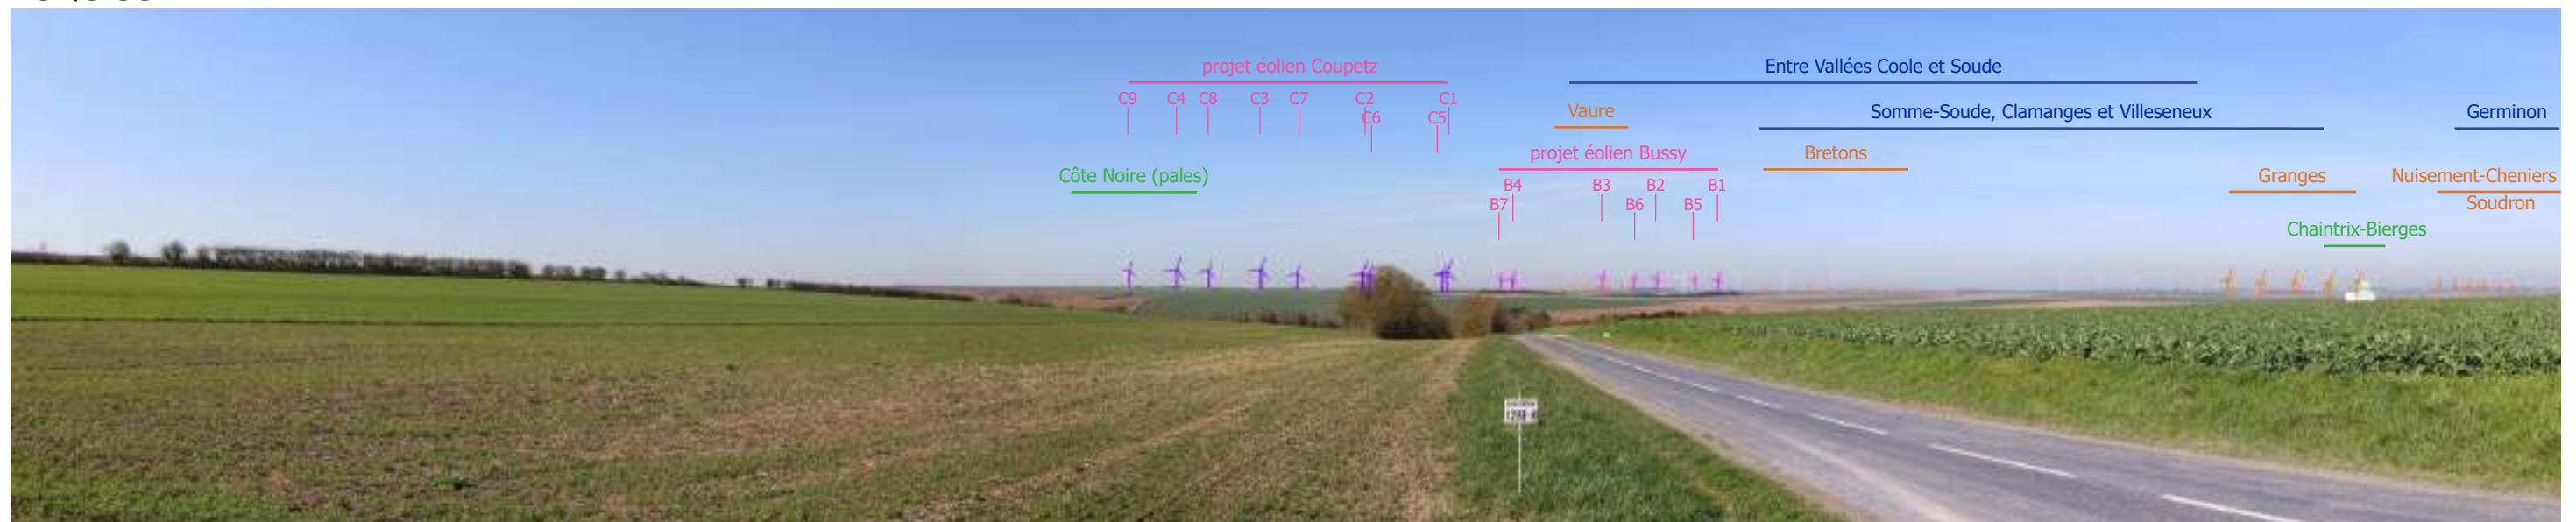 projet éolien Coupetz
C9 C4 C8 C3 C7 C2 C1
C6 C5
Côte Noire (pales)
Entre Vallées Coole et Soude
Vaure
Somme-Soude, Clamanges et Villeseneux
Germinon
projet éolien Bussy
Bretons
B4 B3 B2 B1
B7 B6 B5
Granges
Nuisement-Cheniers
Soudron
Chaintrix-Bierges